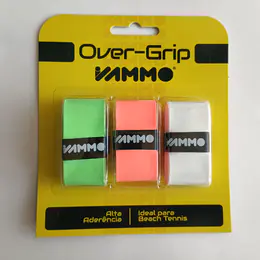 Over-Grip
VAMMO®
VAMMO
VAMMO
VAMMO
Alta
Aderência
Ideal para
Beach Tennis